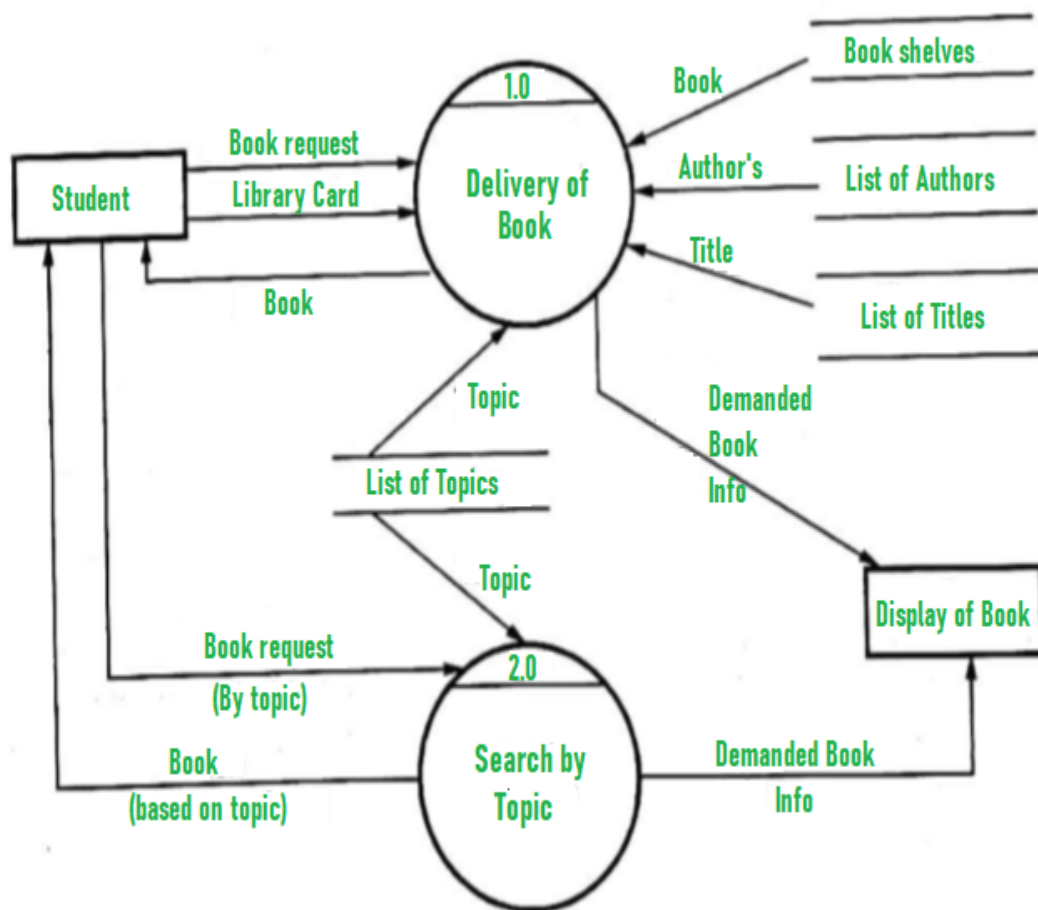 Book shelves
Book
1.0
Book request
Library Card
Student
Delivery of
Book
Author's
List of Authors
Title
List of Titles
Book
Topic
Demanded
Book
Info
List of Topics
Topic
Display of Book
Book request
(By topic)
2.0
Search by
Topic
Book
(based on topic)
Demanded Book
Info